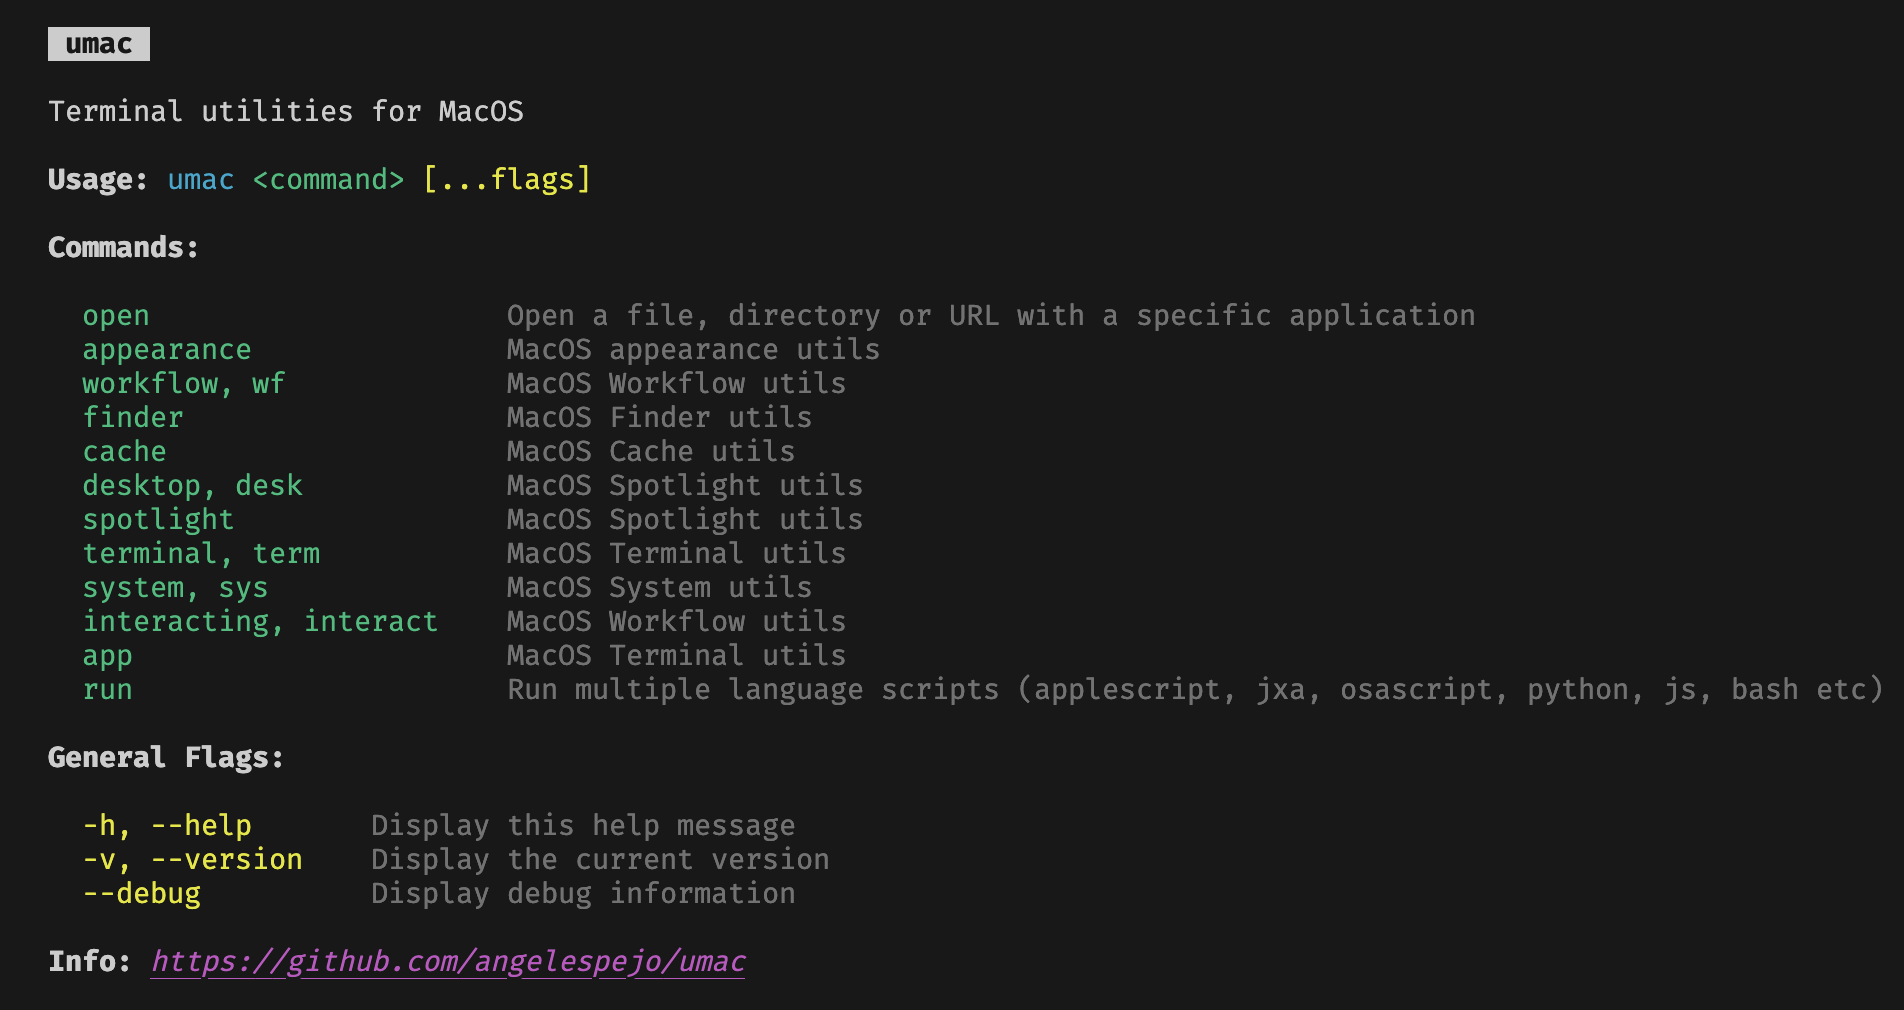 umac
Terminal utilities for MacOS
Usage: umac <command> [...flags]
Commands:
open Open a file, directory or URL with a specific application
appearance MacOS appearance utils
workflow, wf MacOS Workflow utils
finder MacOS Finder utils
cache MacOS Cache utils
desktop, desk MacOS Spotlight utils
spotlight MacOS Spotlight utils
terminal, term MacOS Terminal utils
system, sys MacOS System utils
interacting, interact MacOS Workflow utils
app MacOS Terminal utils
run Run multiple language scripts (applescript, jxa, osascript, python, js, bash etc)
General Flags:
-h, --help Display this help message
-v, --version Display the current version
--debug Display debug information
Info: https://github.com/angelespejo/umac